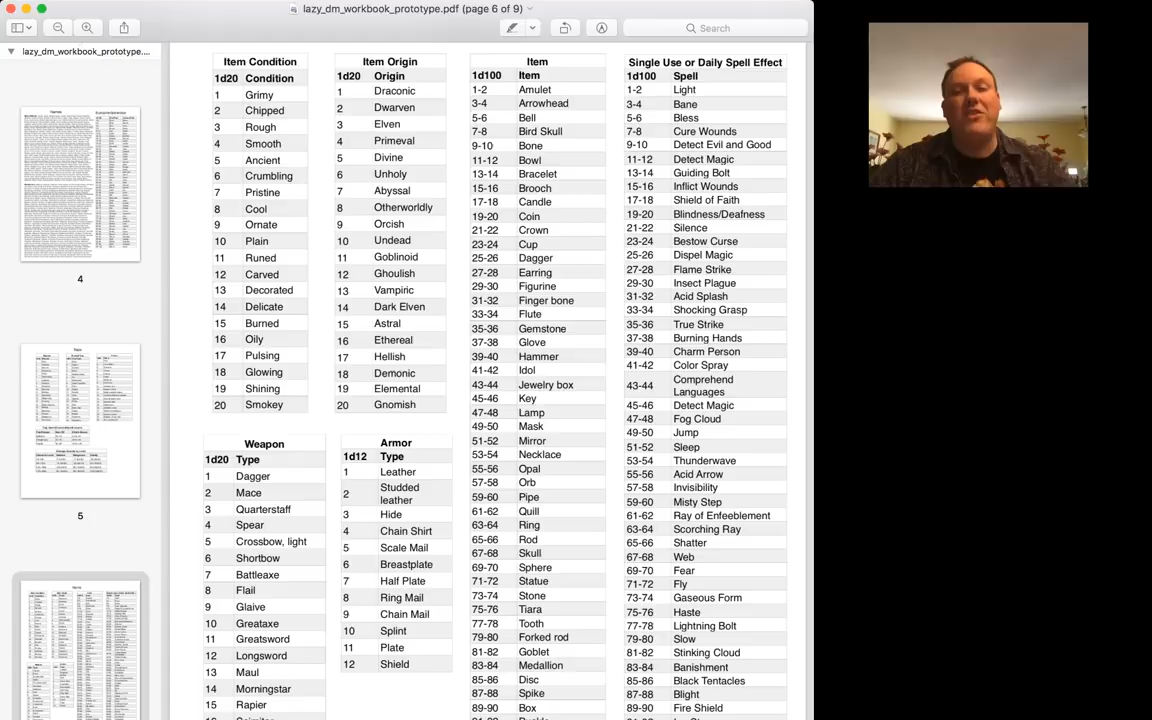 lazy_dm_workbook_prototype.pdf (page 6 of 9)
Search
lazy_dm_workbook_prototype....
4
5
Item Condition
1d20 Condition
1 Grimy
2 Chipped
3 Rough
4 Smooth
5 Ancient
6 Crumbling
7 Pristine
8 Cool
9 Ornate
10 Plain
11 Runed
12 Carved
13 Decorated
14 Delicate
15 Burned
16 Oily
17 Pulsing
18 Glowing
19 Shining
20 Smokey
Item Origin
1d20 Origin
1 Draconic
2 Dwarven
3 Elven
4 Primeval
5 Divine
6 Unholy
7 Abyssal
8 Otherworldly
9 Orcish
10 Undead
11 Goblinoid
12 Ghoulish
13 Vampiric
14 Dark Elven
15 Astral
16 Ethereal
17 Hellish
18 Demonic
19 Elemental
20 Gnomish
Weapon
1d20 Type
1 Dagger
2 Mace
3 Quarterstaff
4 Spear
5 Crossbow, light
6 Shortbow
7 Battleaxe
8 Flail
9 Glaive
10 Greataxe
11 Greatsword
12 Longsword
13 Maul
14 Morningstar
15 Rapier
Armor
1d12 Type
1 Leather
2 Studded
leather
3 Hide
4 Chain Shirt
5 Scale Mail
6 Breastplate
7 Half Plate
8 Ring Mail
9 Chain Mail
10 Splint
11 Plate
12 Shield
Item
1d100 Item
1-2 Amulet
3-4 Arrowhead
5-6 Bell
7-8 Bird Skull
9-10 Bone
11-12 Bowl
13-14 Bracelet
15-16 Brooch
17-18 Candle
19-20 Coin
21-22 Crown
23-24 Cup
25-26 Dagger
27-28 Earring
29-30 Figurine
31-32 Finger bone
33-34 Flute
35-36 Gemstone
37-38 Glove
39-40 Hammer
41-42 Idol
43-44 Jewelry box
45-46 Key
47-48 Lamp
49-50 Mask
51-52 Mirror
53-54 Necklace
55-56 Opal
57-58 Orb
59-60 Pipe
61-62 Quill
63-64 Ring
65-66 Rod
67-68 Skull
69-70 Sphere
71-72 Statue
73-74 Stone
75-76 Tiara
77-78 Tooth
79-80 Forked rod
81-82 Goblet
83-84 Medallion
85-86 Disc
87-88 Spike
89-90 Box
Single Use or Daily Spell Effect
1d100 Spell
1-2 Light
3-4 Bane
5-6 Bless
7-8 Cure Wounds
9-10 Detect Evil and Good
11-12 Detect Magic
13-14 Guiding Bolt
15-16 Inflict Wounds
17-18 Shield of Faith
19-20 Blindness/Deafness
21-22 Silence
23-24 Bestow Curse
25-26 Dispel Magic
27-28 Flame Strike
29-30 Insect Plague
31-32 Acid Splash
33-34 Shocking Grasp
35-36 True Strike
37-38 Burning Hands
39-40 Charm Person
41-42 Color Spray
43-44 Comprehend
Languages
45-46 Detect Magic
47-48 Fog Cloud
49-50 Jump
51-52 Sleep
53-54 Thunderwave
55-56 Acid Arrow
57-58 Invisibility
59-60 Misty Step
61-62 Ray of Enfeeblement
63-64 Scorching Ray
65-66 Shatter
67-68 Web
69-70 Fear
71-72 Fly
73-74 Gaseous Form
75-76 Haste
77-78 Lightning Bolt
79-80 Slow
81-82 Stinking Cloud
83-84 Banishment
85-86 Black Tentacles
87-88 Blight
89-90 Fire Shield